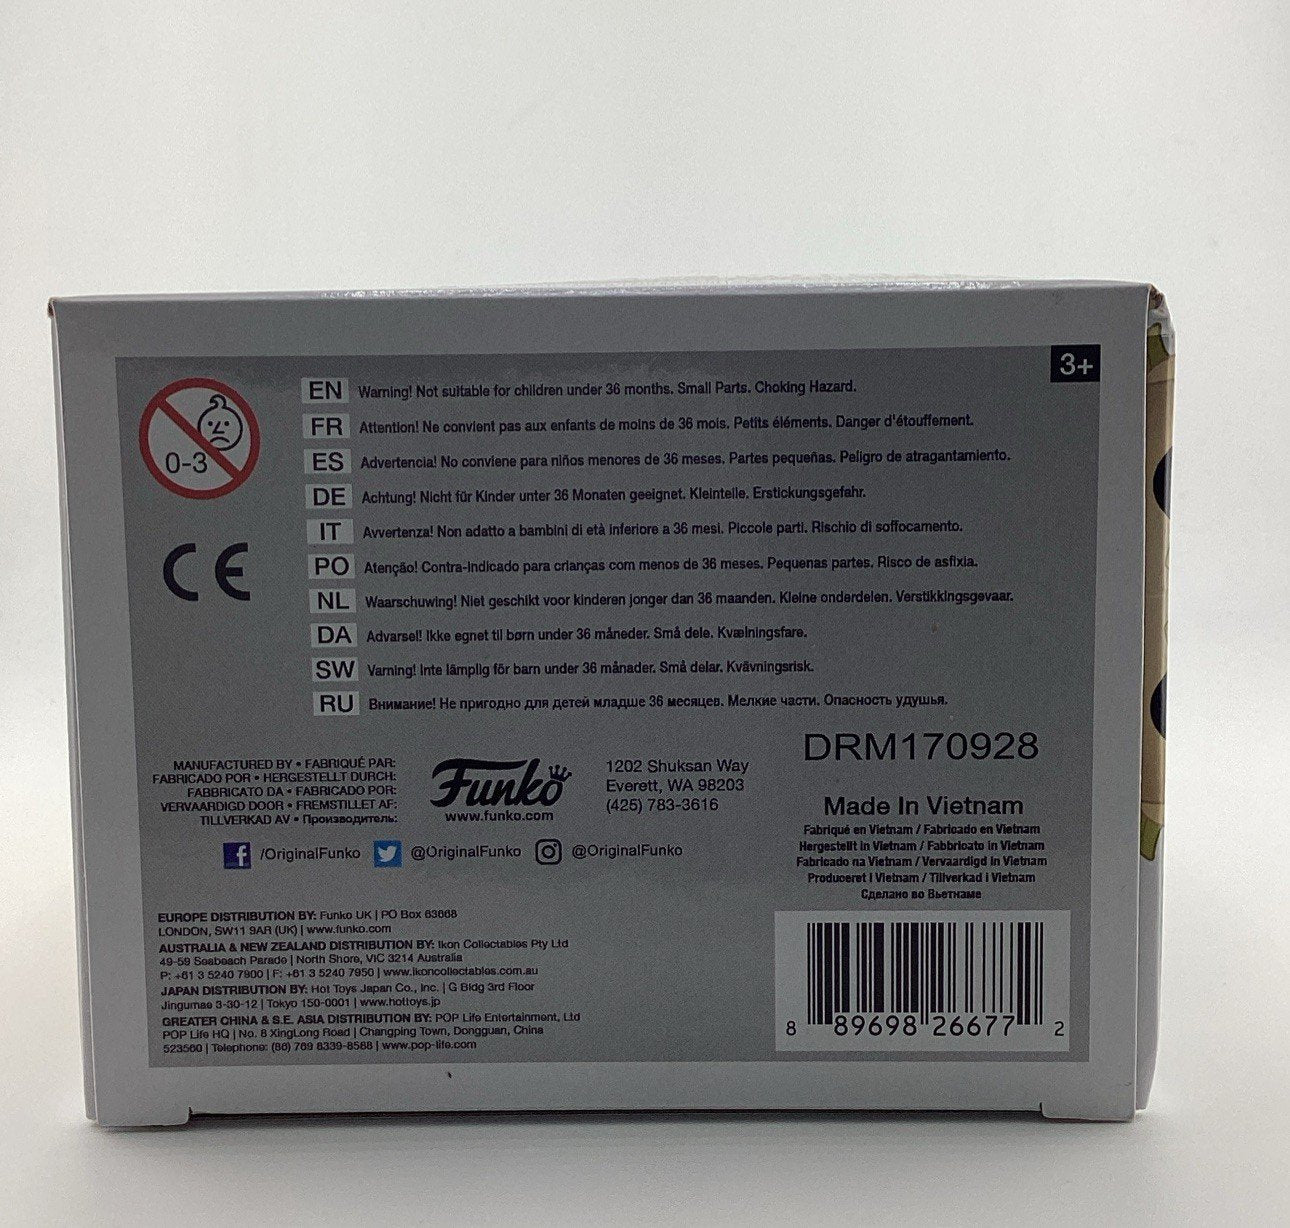 3+
0-3
CE
EN Warning! Not suitable for children under 36 months. Small Parts. Choking Hazard.
FR Attention! Ne convient pas aux enfants de moins de 36 mois. Petits éléments. Danger d'étouffement.
ES Advertencia! No conviene para niños menores de 36 meses. Partes pequeñas. Peligro de atragantamiento.
DE Achtung! Nicht für Kinder unter 36 Monaten geeignet. Kleinteile. Erstickungsgefahr.
IT Avvertenza! Non adatto a bambini di età inferiore a 36 mesi. Piccole parti. Rischio di soffocamento.
PO Atenção! Contra-indicado para crianças com menos de 36 meses. Pequenas partes. Risco de asfixia.
NL Waarschuwing! Niet geschikt voor kinderen jonger dan 36 maanden. Kleine onderdelen. Verstikkingsgevaar.
DA Advarsel! Ikke egnet til børn under 36 måneder. Små dele. Kvælningsfare.
SW Varning! Inte lämplig för barn under 36 månader. Små delar. Kvävningsrisk.
RU Внимание! Не пригодно для детей младше 36 месяцев. Мелкие части. Опасность удушья.
MANUFACTURED BY • FABRIQUÉ PAR:
FABRICADO POR • HERGESTELLT DURCH:
FABBRICATO DA • FABRICADO POR:
VERVAARDIGD DOOR • FREMSTILLET AF:
TILLVERKAD AV • Производитель:
Funko
www.funko.com
1202 Shuksan Way
Everett, WA 98203
(425) 783-3616
/OriginalFunko @OriginalFunko @OriginalFunko
DRM170928
Made In Vietnam
Fabriqué en Vietnam / Fabricado en Vietnam
Hergestellt in Vietnam / Fabbricato in Vietnam
Fabricado na Vietnam / Vervaardigd in Vietnam
Produceret I Vietnam / Tillverkad i Vietnam
Сделано во Вьетнаме
EUROPE DISTRIBUTION BY: Funko UK | PO Box 63668
LONDON, SW11 9AR (UK) | www.funko.com
AUSTRALIA & NEW ZEALAND DISTRIBUTION BY: Ikon Collectables Pty Ltd
49-59 Seabeach Parade | North Shore, VIC 3214 Australia
P: +61 3 5240 7900 | F: +61 3 5240 7950 | www.ikoncollectables.com.au
JAPAN DISTRIBUTION BY: Hot Toys Japan Co., Inc. | G Bldg 3rd Floor
Jingumae 3-30-12 | Tokyo 150-0001 | www.hottoys.jp
GREATER CHINA & S.E. ASIA DISTRIBUTION BY: POP Life Entertainment, Ltd
POP Life HQ | No. 8 XingLong Road | Changping Town, Dongguan, China
523560 | Telephone: (86) 769 8339-8588 | www.pop-life.com
8 89698 26677 2